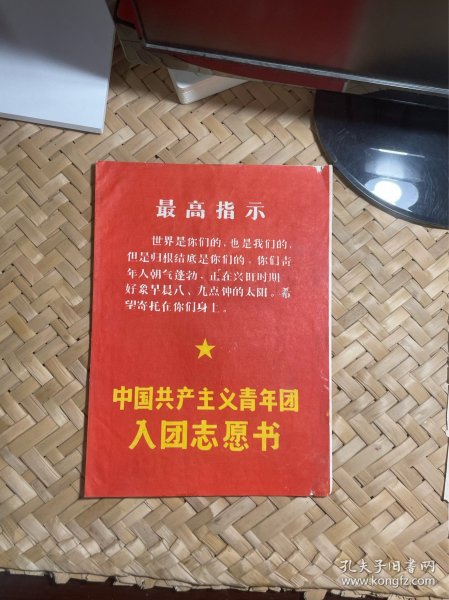 最高指示
世界是你们的，也是我们的，
但是归根结底是你们的，你们青
年人朝气蓬勃，正在兴旺时期，
好象早晨八、九点钟的太阳。希
望寄托在你们身上。
中国共产主义青年团
入团志愿书
孔夫子旧书网
www.kongfz.com